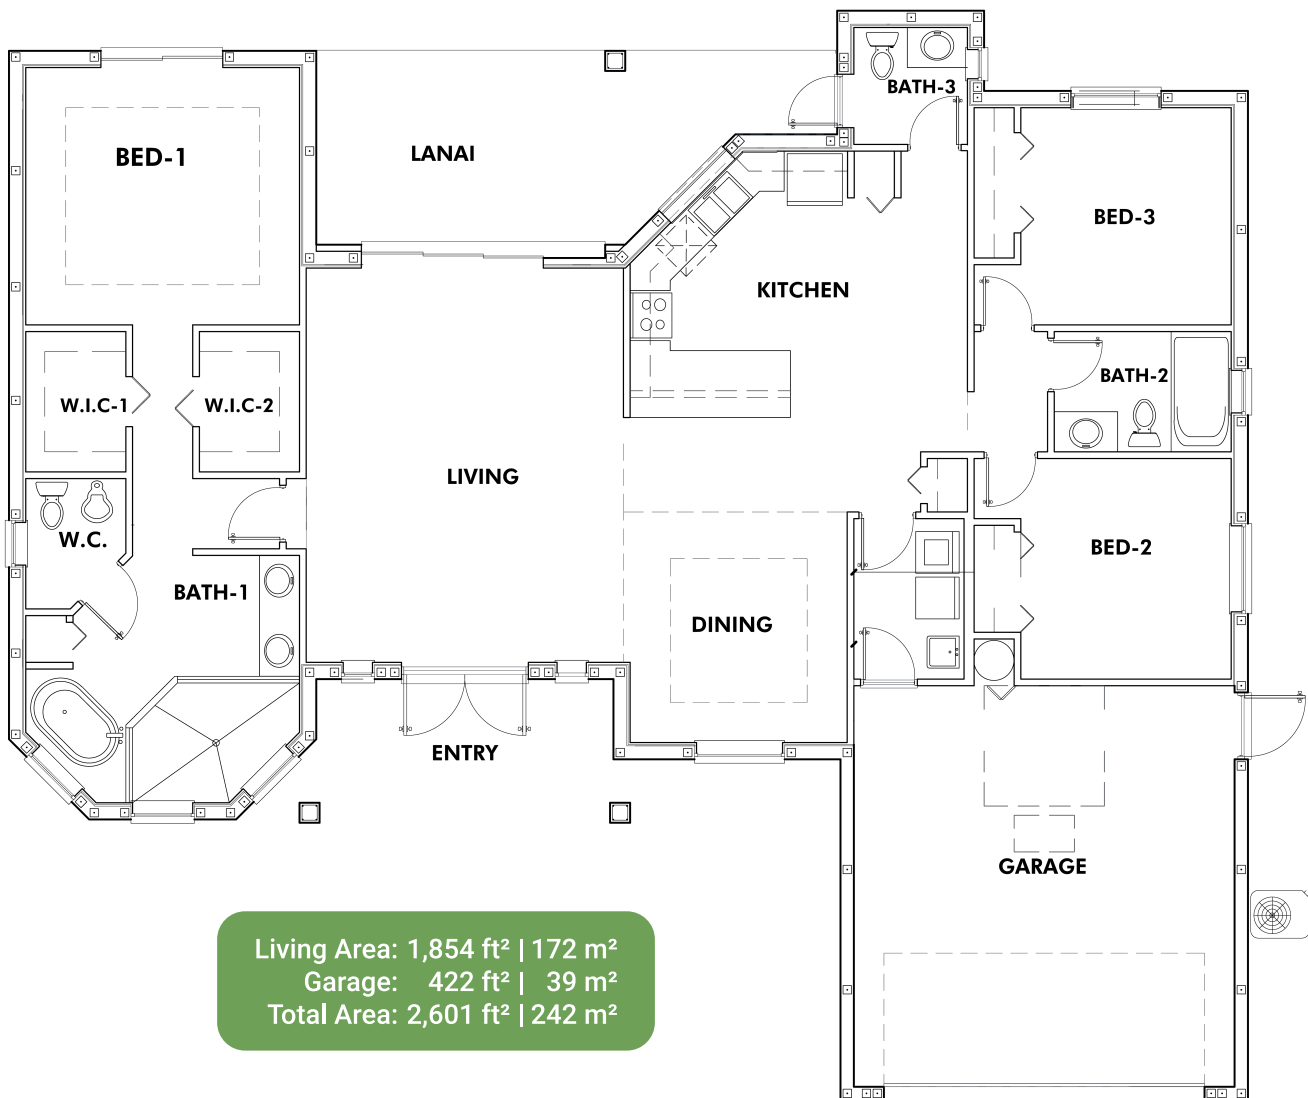 BATH-3
BED-1
LANAI
BED-3
KITCHEN
BATH-2
W.I.C-1
W.I.C-2
LIVING
W.C.
BED-2
BATH-1
DINING
ENTRY
GARAGE
Living Area: 1,854 ft² | 172 m²
Garage: 422 ft² | 39 m²
Total Area: 2,601 ft² | 242 m²